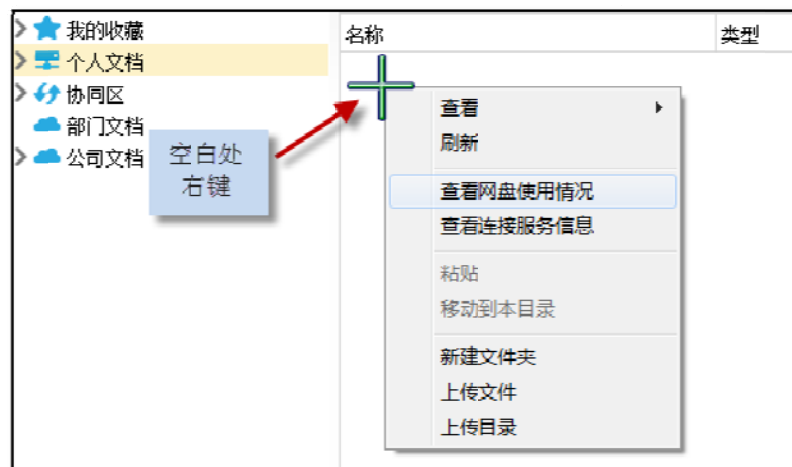 我的收藏
个人文档
协同区
部门文档
公司文档
空白处
右键
名称
类型
查看
刷新
查看网盘使用情况
查看连接服务信息
粘贴
移动到本目录
新建文件夹
上传文件
上传目录